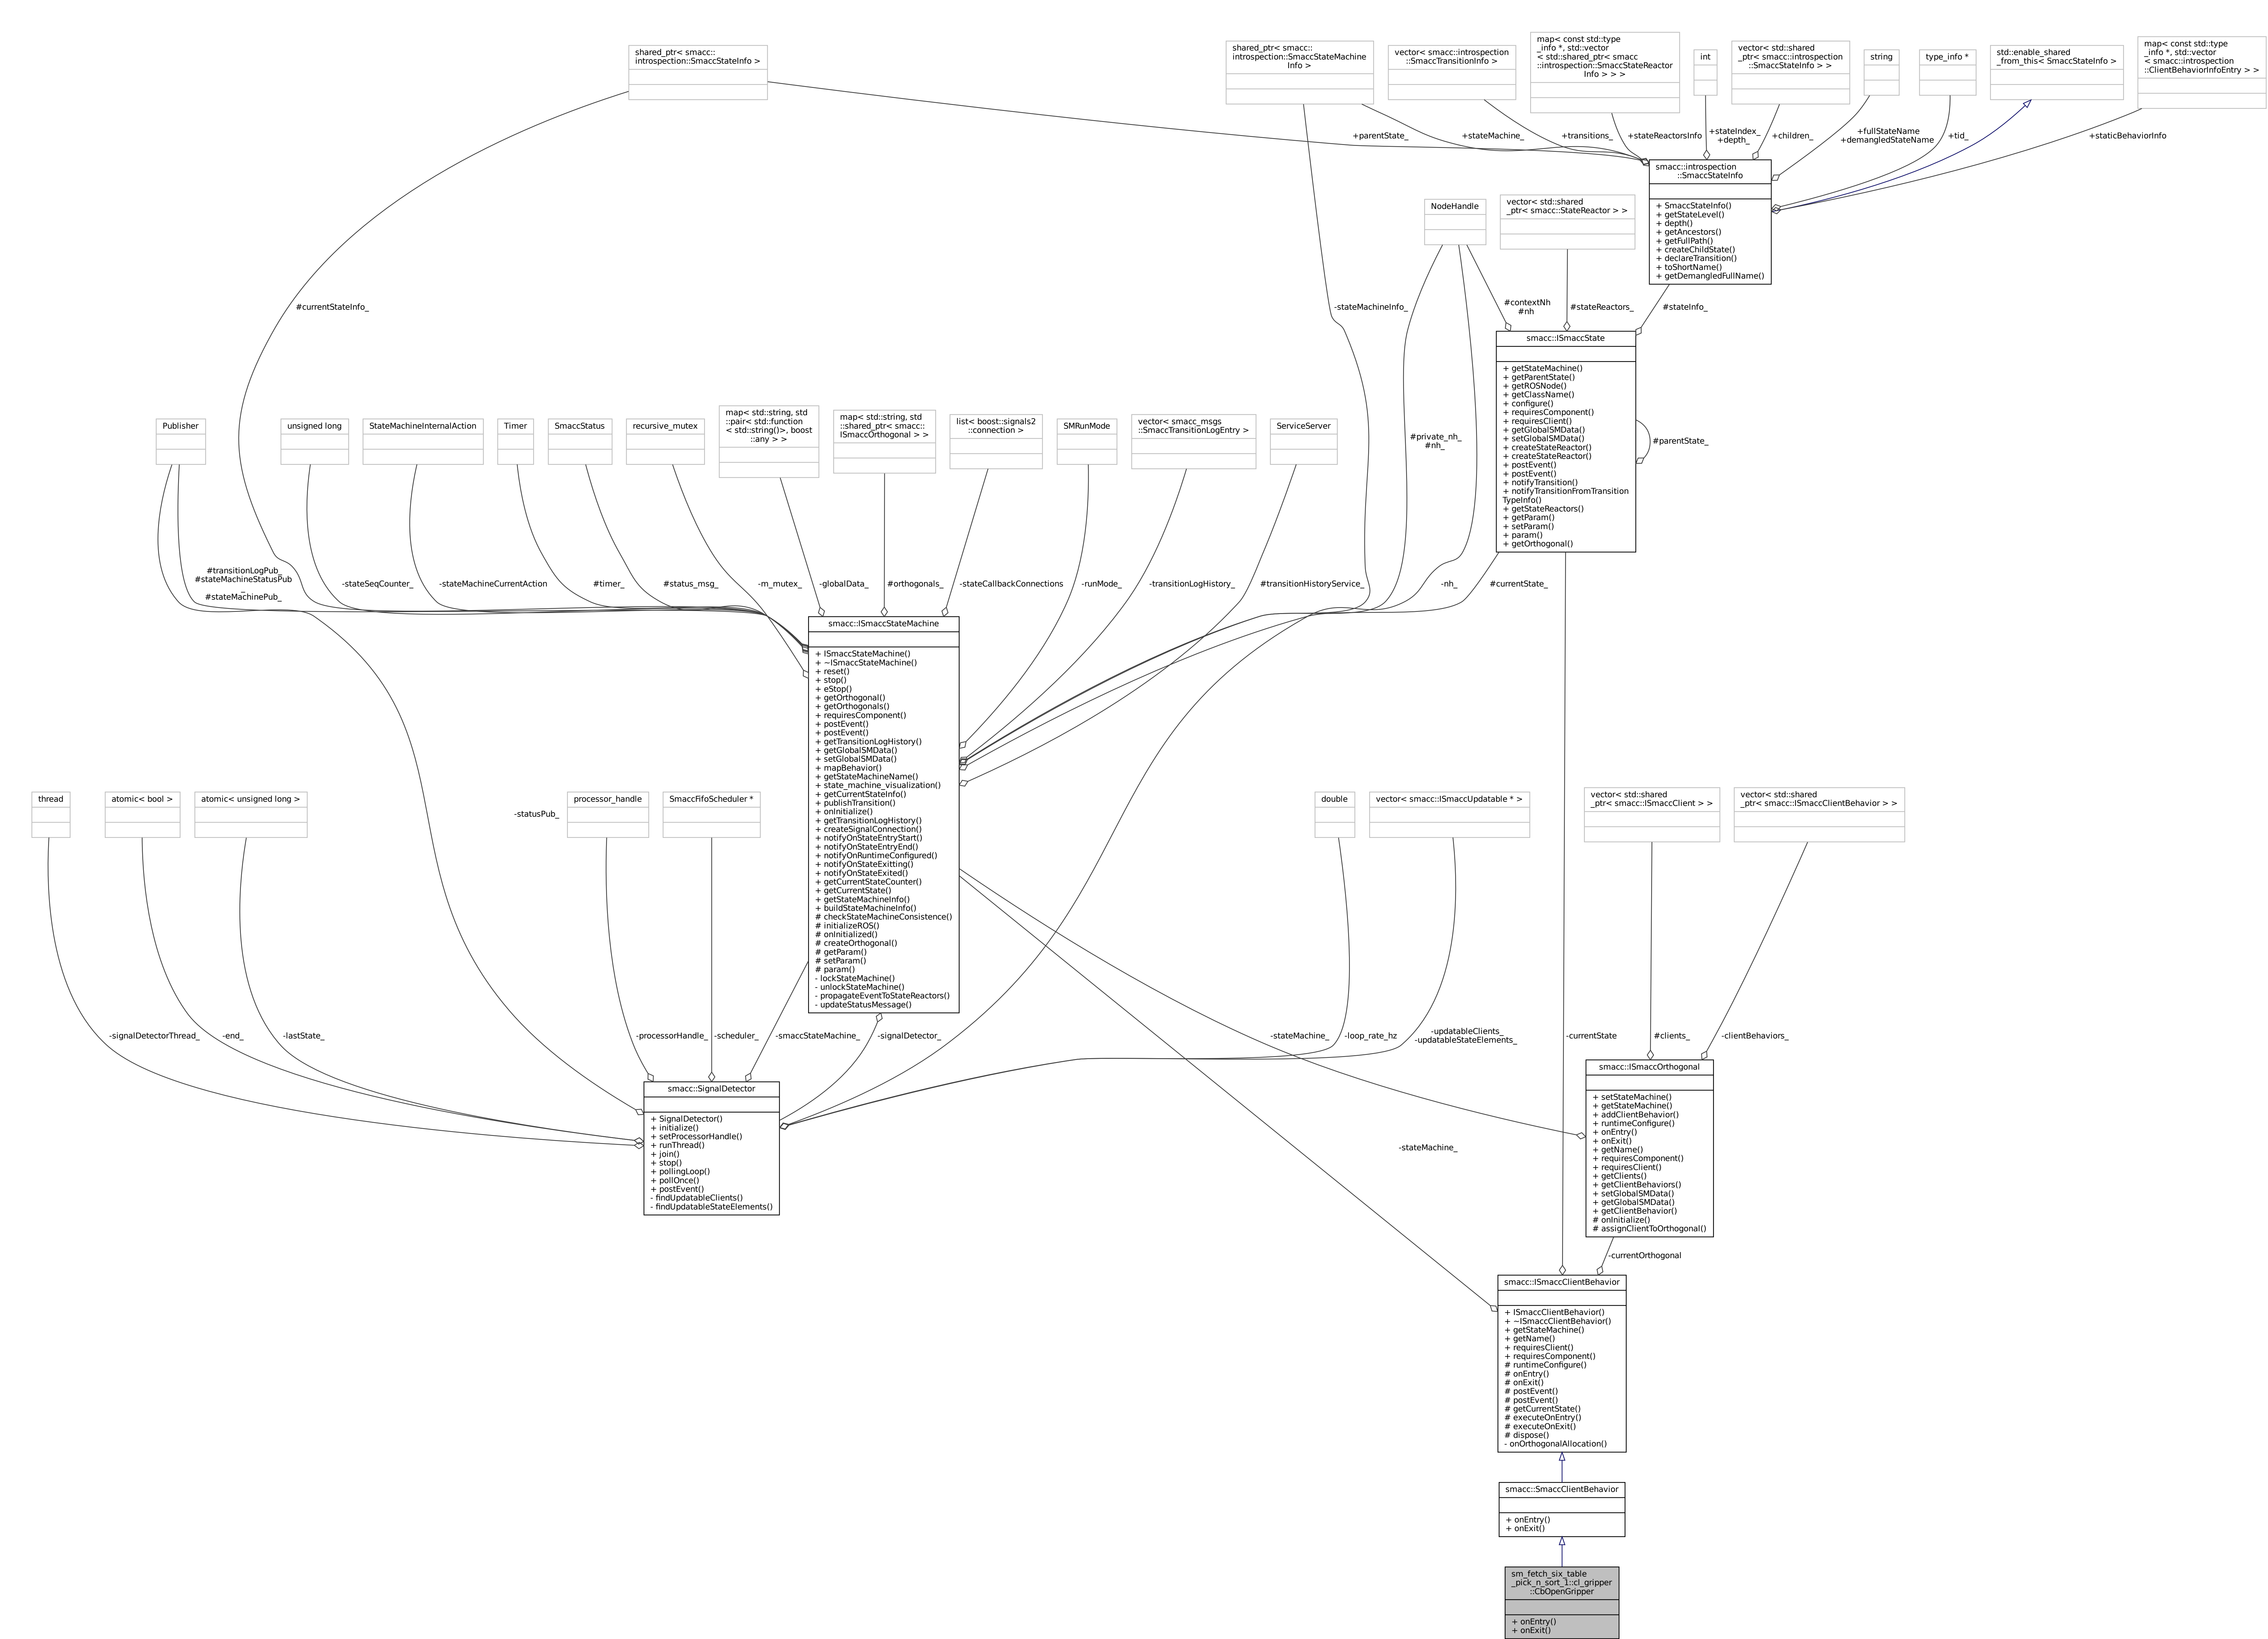 shared_ptr< smacc::
introspection::SmaccStateInfo >
shared_ptr< smacc::
introspection::SmaccStateMachine
Info >
vector< smacc::introspection
::SmaccTransitionInfo >
map< const std::type
_info *, std::vector
< std::shared_ptr< smacc
::introspection::SmaccStateReactor
Info > > >
int
vector< std::shared
_ptr< smacc::introspection
::SmaccStateInfo > >
string
type_info *
std::enable_shared
_from_this< SmaccStateInfo >
map< const std::type
_info *, std::vector
< smacc::introspection
::ClientBehaviorInfoEntry > >
+parentState_
+stateMachine_
+transitions_
+stateReactorsInfo
+stateIndex_
+depth_
+children_
+fullStateName
+demangledStateName
+tid_
+staticBehaviorInfo
smacc::introspection
::SmaccStateInfo
+ SmaccStateInfo()
+ getStateLevel()
+ depth()
+ getAncestors()
+ getFullPath()
+ createChildState()
+ declareTransition()
+ toShortName()
+ getDemangledFullName()
NodeHandle
vector< std::shared
_ptr< smacc::StateReactor > >
#currentStateInfo_
-stateMachineInfo_
#contextNh
#nh
#stateReactors_
#stateInfo_
smacc::ISmaccState
+ getStateMachine()
+ getParentState()
+ getROSNode()
+ getClassName()
+ configure()
+ requiresComponent()
+ requiresClient()
+ getGlobalSMData()
+ setGlobalSMData()
+ createStateReactor()
+ createStateReactor()
+ postEvent()
+ postEvent()
+ notifyTransition()
+ notifyTransitionFromTransition
TypeInfo()
+ getStateReactors()
+ getParam()
+ setParam()
+ param()
+ getOrthogonal()
#parentState_
#private_nh_
#nh_
Publisher
unsigned long
StateMachineInternalAction
Timer
SmaccStatus
recursive_mutex
map< std::string, std
::pair< std::function
< std::string()>, boost
::any > >
map< std::string, std
::shared_ptr< smacc::
ISmaccOrthogonal > >
list< boost::signals2
::connection >
SMRunMode
vector< smacc_msgs
::SmaccTransitionLogEntry >
ServiceServer
#transitionLogPub_
#stateMachineStatusPub
_
#stateMachinePub_
-stateSeqCounter_
-stateMachineCurrentAction
#timer_
#status_msg_
-m_mutex_
-globalData_
#orthogonals_
-stateCallbackConnections
-runMode_
-transitionLogHistory_
#transitionHistoryService_
-nh_
#currentState_
smacc::ISmaccStateMachine
+ ISmaccStateMachine()
+ ~ISmaccStateMachine()
+ reset()
+ stop()
+ eStop()
+ getOrthogonal()
+ getOrthogonals()
+ requiresComponent()
+ postEvent()
+ postEvent()
+ getTransitionLogHistory()
+ getGlobalSMData()
+ setGlobalSMData()
+ mapBehavior()
+ getStateMachineName()
+ state_machine_visualization()
+ getCurrentStateInfo()
+ publishTransition()
+ onInitialize()
+ getTransitionLogHistory()
+ createSignalConnection()
+ notifyOnStateEntryStart()
+ notifyOnStateEntryEnd()
+ notifyOnRuntimeConfigured()
+ notifyOnStateExitting()
+ notifyOnStateExited()
+ getCurrentStateCounter()
+ getCurrentState()
+ getStateMachineInfo()
+ buildStateMachineInfo()
# checkStateMachineConsistence()
# initializeROS()
# onInitialized()
# createOrthogonal()
# getParam()
# setParam()
# param()
- lockStateMachine()
- unlockStateMachine()
- propagateEventToStateReactors()
- updateStatusMessage()
thread
atomic< bool >
atomic< unsigned long >
-statusPub_
processor_handle
SmaccFifoScheduler *
double
vector< smacc::ISmaccUpdatable * >
vector< std::shared
_ptr< smacc::ISmaccClient > >
vector< std::shared
_ptr< smacc::ISmaccClientBehavior > >
-signalDetectorThread_
-end_
-lastState_
-processorHandle_
-scheduler_
-smaccStateMachine_
-signalDetector_
-stateMachine_
-loop_rate_hz
-updatableClients_
-updatableStateElements_
-currentState
#clients_
-clientBehaviors_
smacc::SignalDetector
+ SignalDetector()
+ initialize()
+ setProcessorHandle()
+ runThread()
+ join()
+ stop()
+ pollingLoop()
+ pollOnce()
+ postEvent()
- findUpdatableClients()
- findUpdatableStateElements()
smacc::ISmaccOrthogonal
+ setStateMachine()
+ getStateMachine()
+ addClientBehavior()
+ runtimeConfigure()
+ onEntry()
+ onExit()
+ getName()
+ requiresComponent()
+ requiresClient()
+ getClients()
+ getClientBehaviors()
+ setGlobalSMData()
+ getGlobalSMData()
+ getClientBehavior()
# onInitialize()
# assignClientToOrthogonal()
-stateMachine_
-currentOrthogonal
smacc::ISmaccClientBehavior
+ ISmaccClientBehavior()
+ ~ISmaccClientBehavior()
+ getStateMachine()
+ getName()
+ requiresClient()
+ requiresComponent()
# runtimeConfigure()
# onEntry()
# onExit()
# postEvent()
# postEvent()
# getCurrentState()
# executeOnEntry()
# executeOnExit()
# dispose()
- onOrthogonalAllocation()
smacc::SmaccClientBehavior
+ onEntry()
+ onExit()
sm_fetch_six_table
_pick_n_sort_1::cl_gripper
::CbOpenGripper
+ onEntry()
+ onExit()